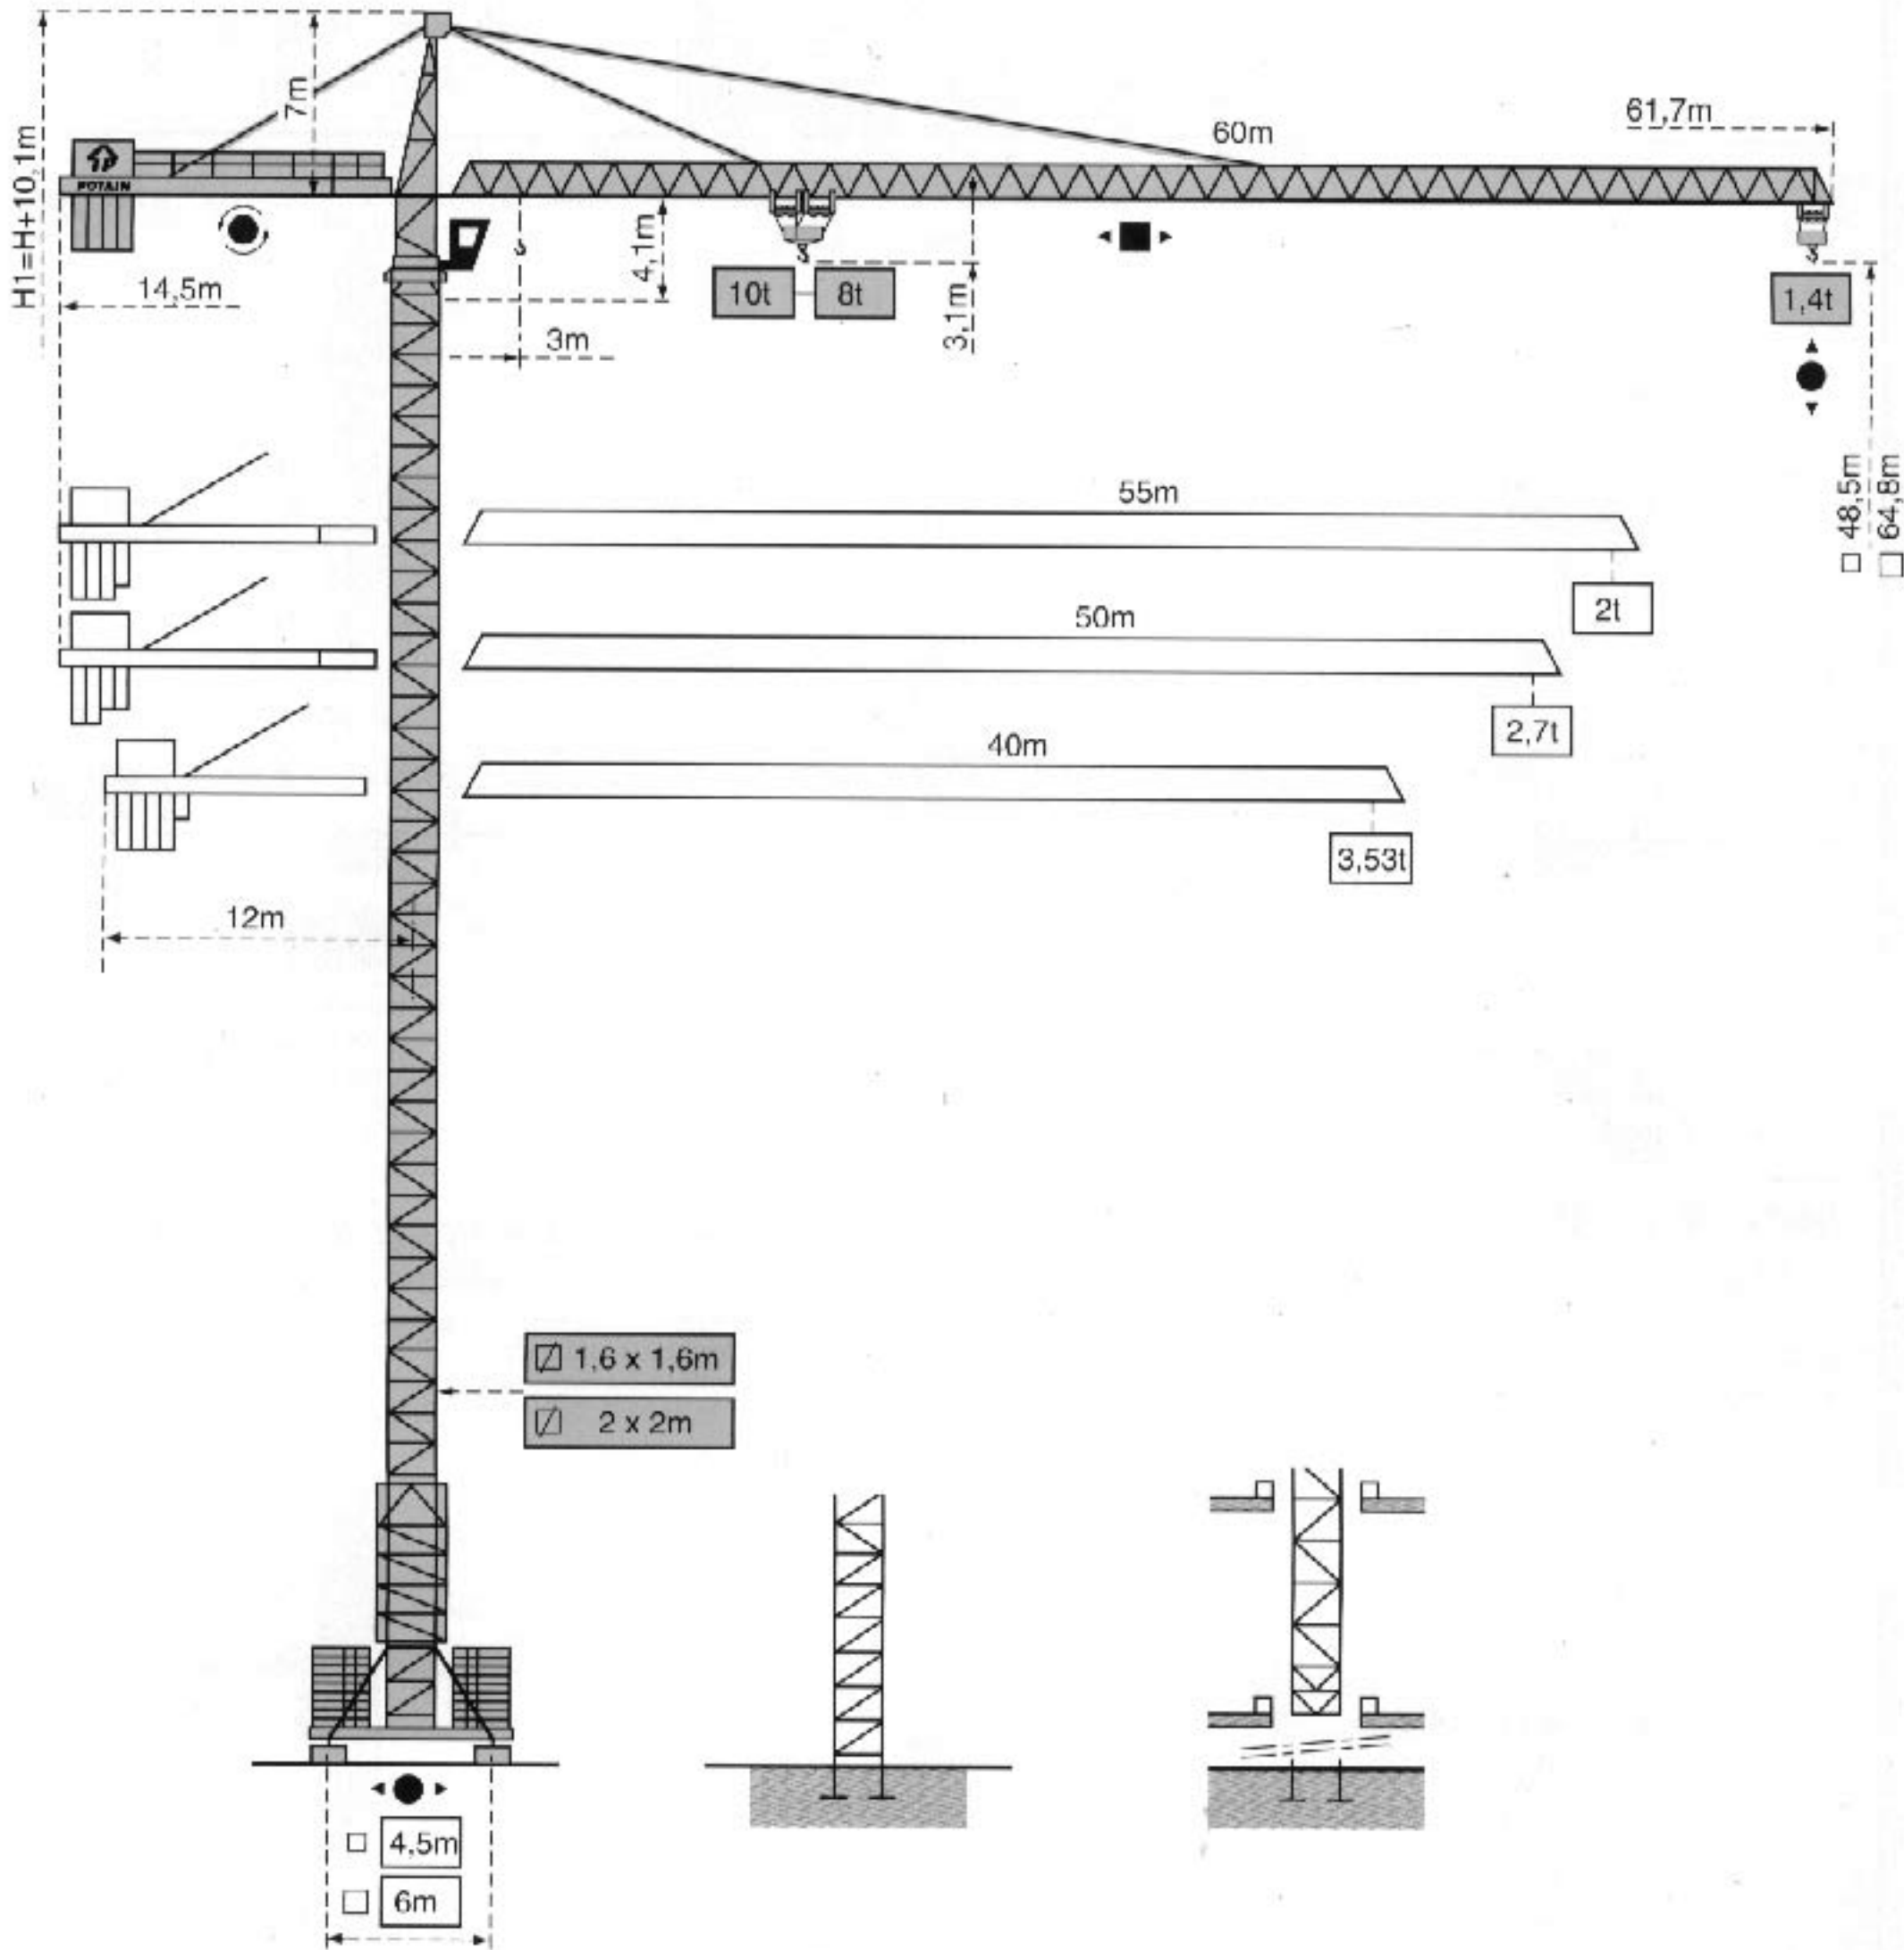 H1=H+10,1m
7m
60m
61,7m
POTAIN
14,5m
4,1m
3m
10t
8t
3,1m
1,4t
48,5m
64,8m
55m
2t
50m
2,7t
40m
3,53t
12m
1,6 x 1,6m
2 x 2m
4,5m
6m